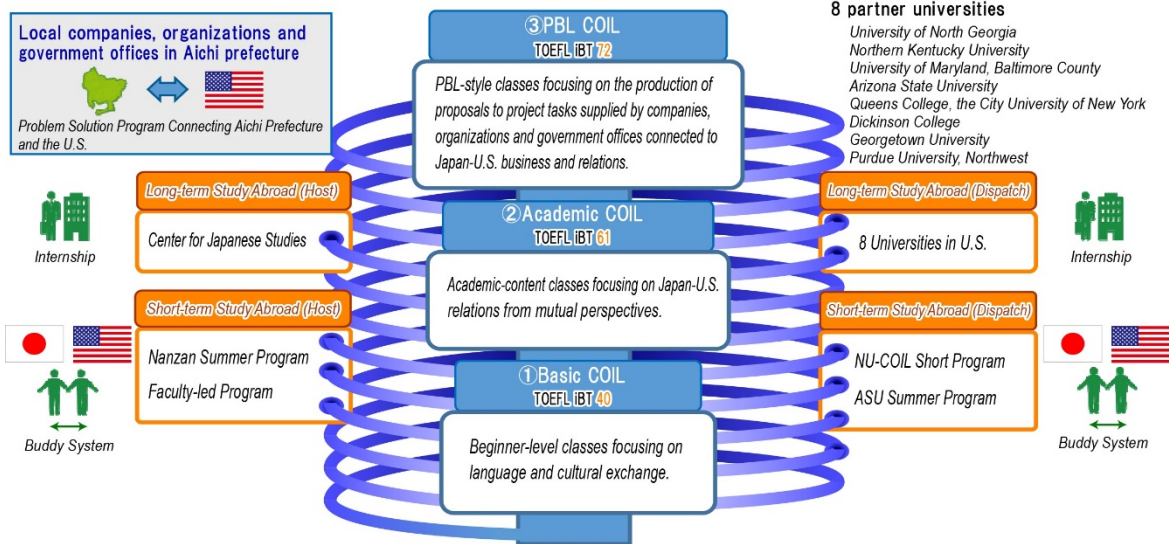 Local companies, organizations and
government offices in Aichi prefecture
Problem Solution Program Connecting Aichi Prefecture
and the U.S.
③PBL COIL
TOEFL iBT 72
PBL-style classes focusing on the production of
proposals to project tasks supplied by companies,
organizations and government offices connected to
Japan-U.S. business and relations.
8 partner universities
University of North Georgia
Northern Kentucky University
University of Maryland, Baltimore County
Arizona State University
Queens College, the City University of New York
Dickinson College
Georgetown University
Purdue University, Northwest
Internship
Long-term Study Abroad (Host)
Center for Japanese Studies
②Academic COIL
TOEFL iBT 61
Academic-content classes focusing on Japan-U.S.
relations from mutual perspectives.
Long-term Study Abroad (Dispatch)
8 Universities in U.S.
Internship
Buddy System
Short-term Study Abroad (Host)
Nanzan Summer Program
Faculty-led Program
①Basic COIL
TOEFL iBT 40
Beginner-level classes focusing on
language and cultural exchange.
Short-term Study Abroad (Dispatch)
NU-COIL Short Program
ASU Summer Program
Buddy System